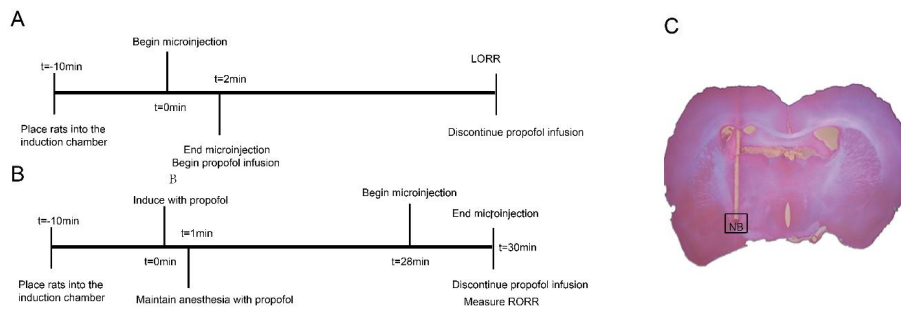 A
C
Begin microinjection
LORR
t=-10min
t=2min
t=0min
Place rats into the
induction chamber
Discontinue propofol infusion
End microinjection
Begin propofol infusion
B
B
Induce with propofol
Begin microinjection
t=-10min
End microinjection
t=1min
t=30min
t=0min
t=28min
Place rats into the
induction chamber
Maintain anesthesia with propofol
Discontinue propofol infusion
Measure RORR
NB